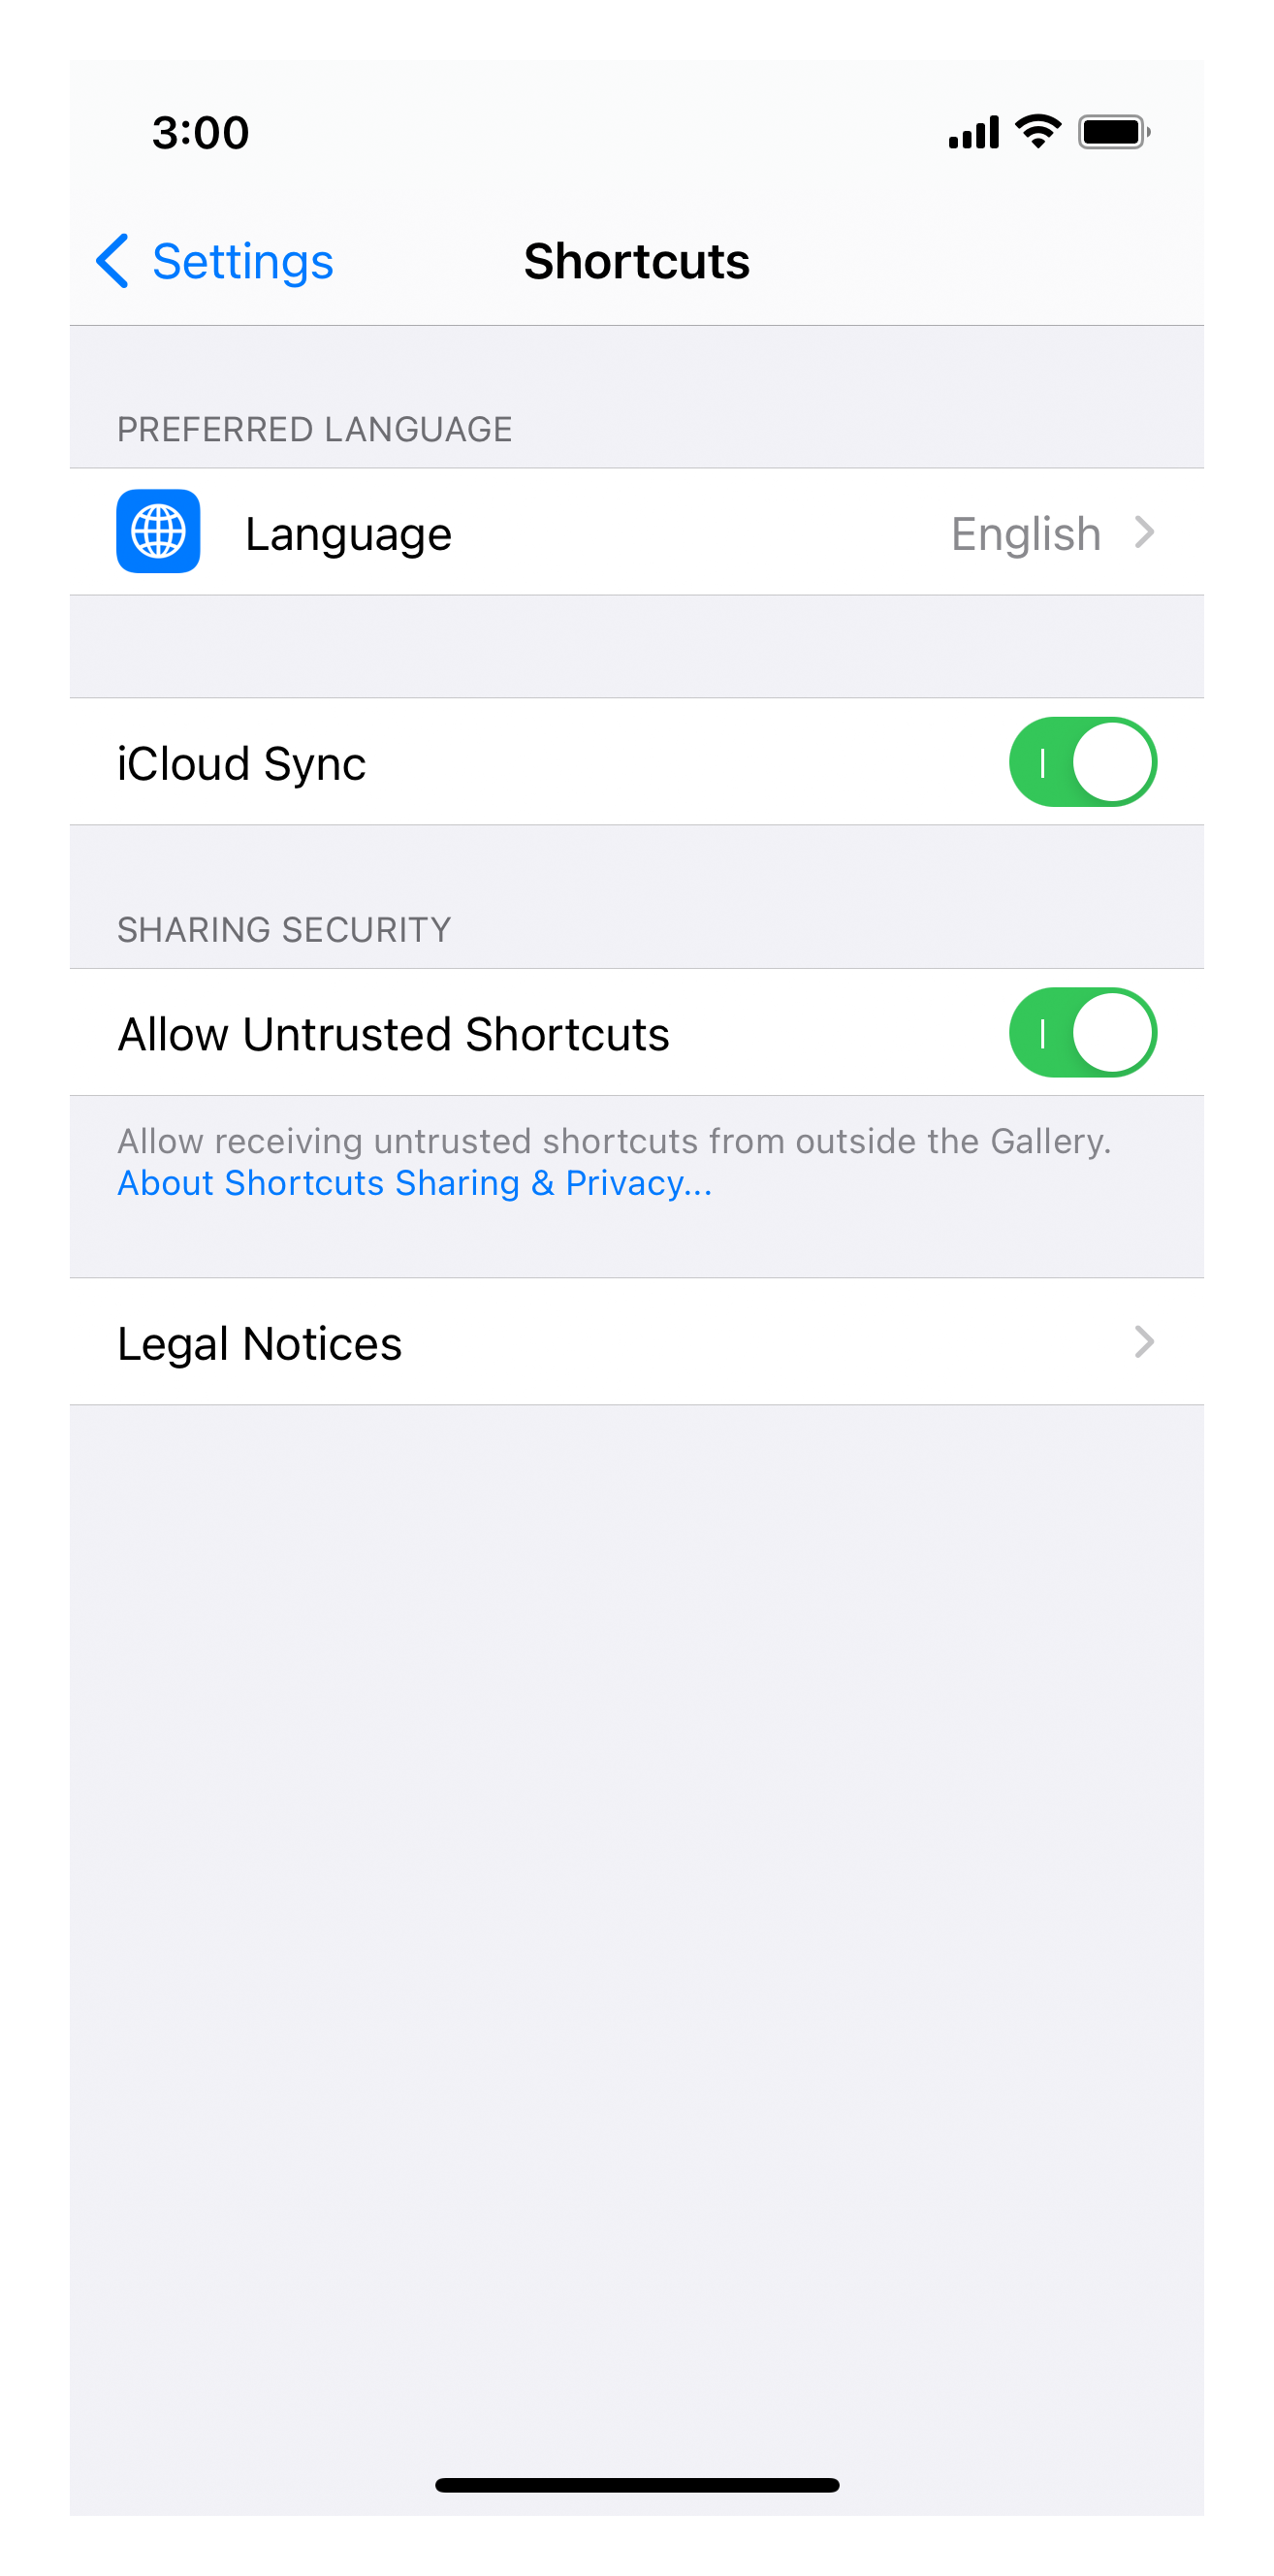 3:00
Settings
Shortcuts
PREFERRED LANGUAGE
Language
English
iCloud Sync
SHARING SECURITY
Allow Untrusted Shortcuts
Allow receiving untrusted shortcuts from outside the Gallery.
About Shortcuts Sharing & Privacy...
Legal Notices